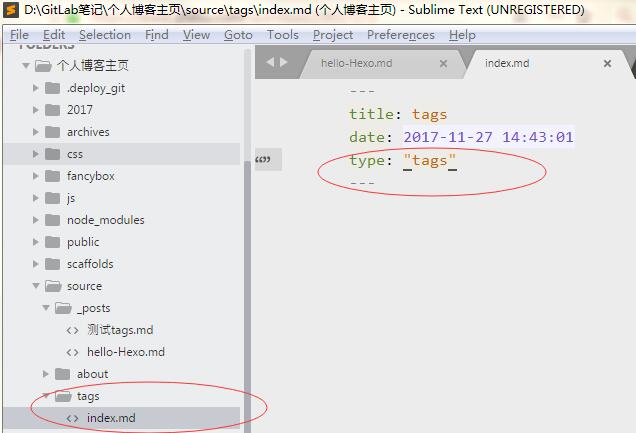 D:\GitLab笔记\个人博客主页\source\tags\index.md (个人博客主页) - Sublime Text (UNREGISTERED)
File Edit Selection Find View Goto Tools Project Preferences Help
FOLDERS
个人博客主页
.deploy_git
2017
archives
css
fancybox
js
node_modules
public
scaffolds
source
_posts
测试tags.md
hello-Hexo.md
about
tags
index.md
hello-Hexo.md
index.md
---
title: tags
date: 2017-11-27 14:43:01
type: "tags"
---